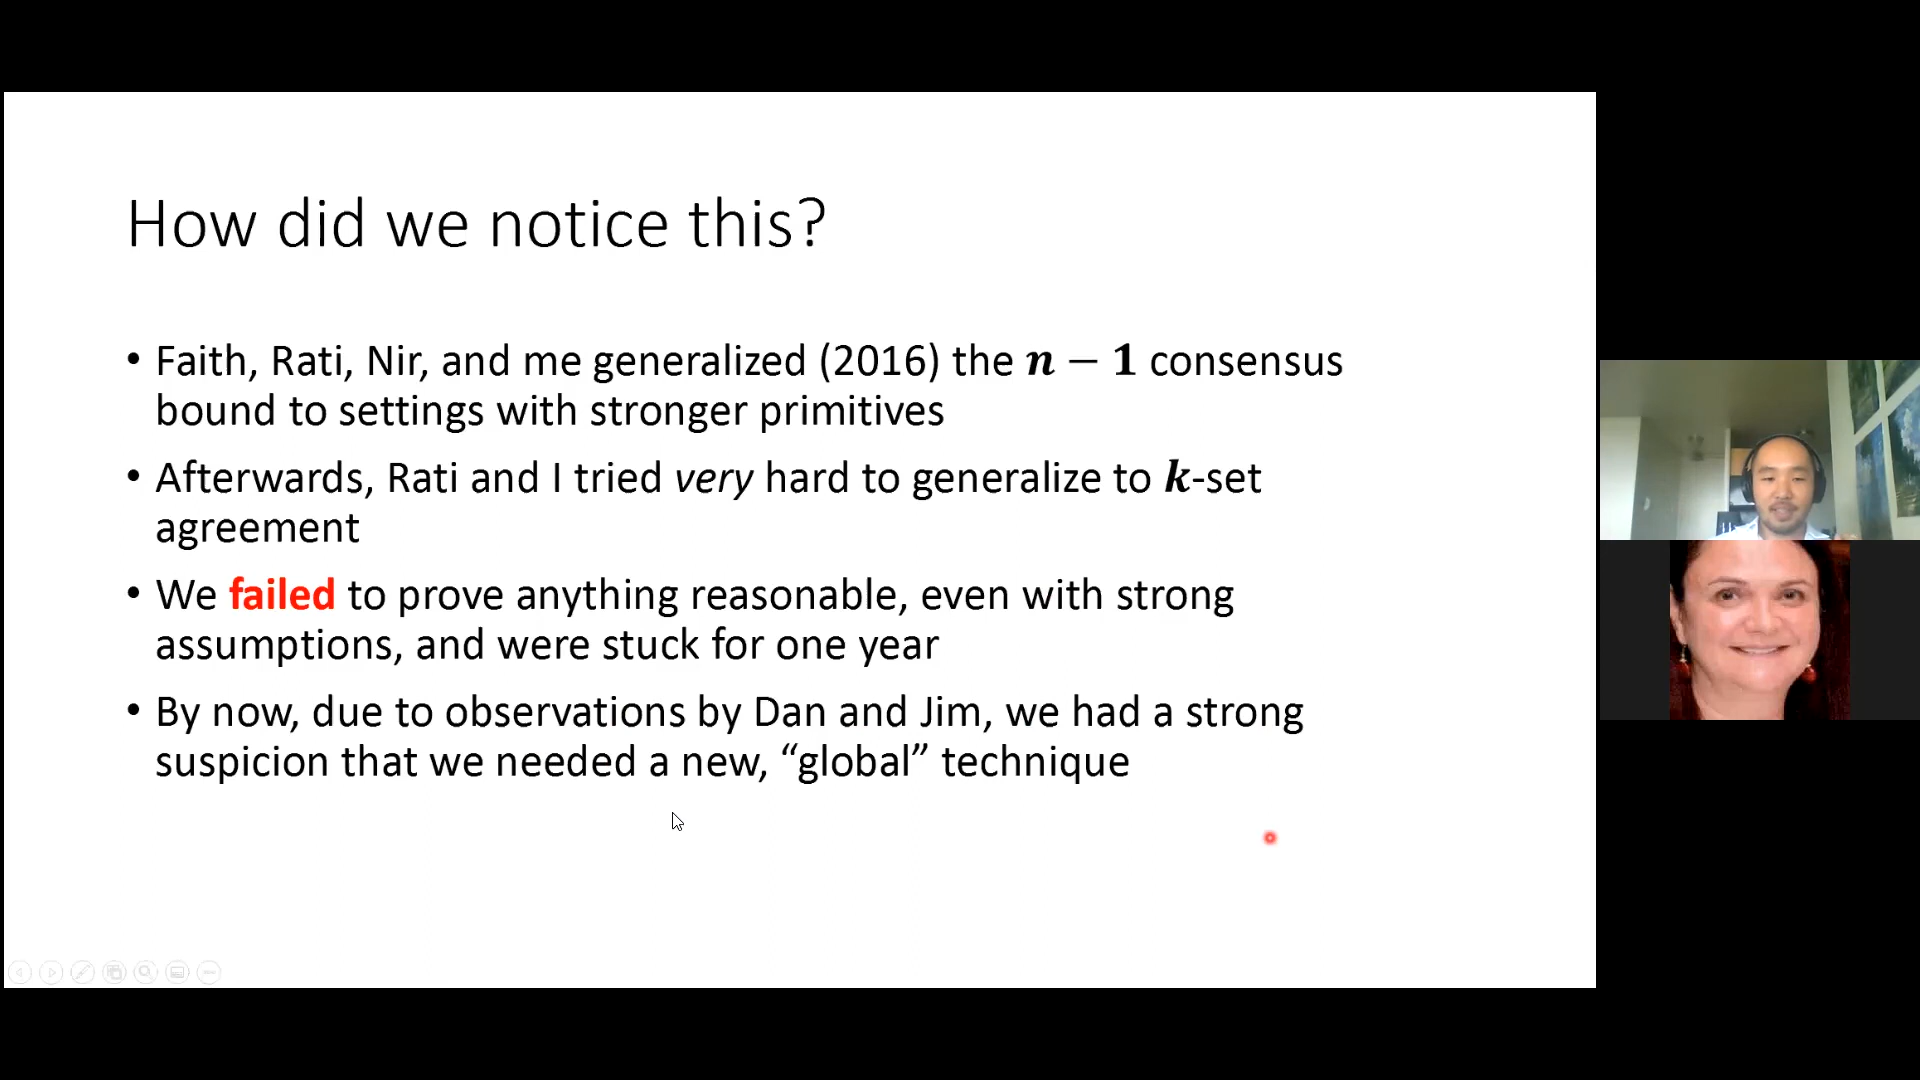 How did we notice this?
• Faith, Rati, Nir, and me generalized (2016) the n − 1 consensus
bound to settings with stronger primitives
• Afterwards, Rati and I tried very hard to generalize to k-set
agreement
• We failed to prove anything reasonable, even with strong
assumptions, and were stuck for one year
• By now, due to observations by Dan and Jim, we had a strong
suspicion that we needed a new, “global” technique